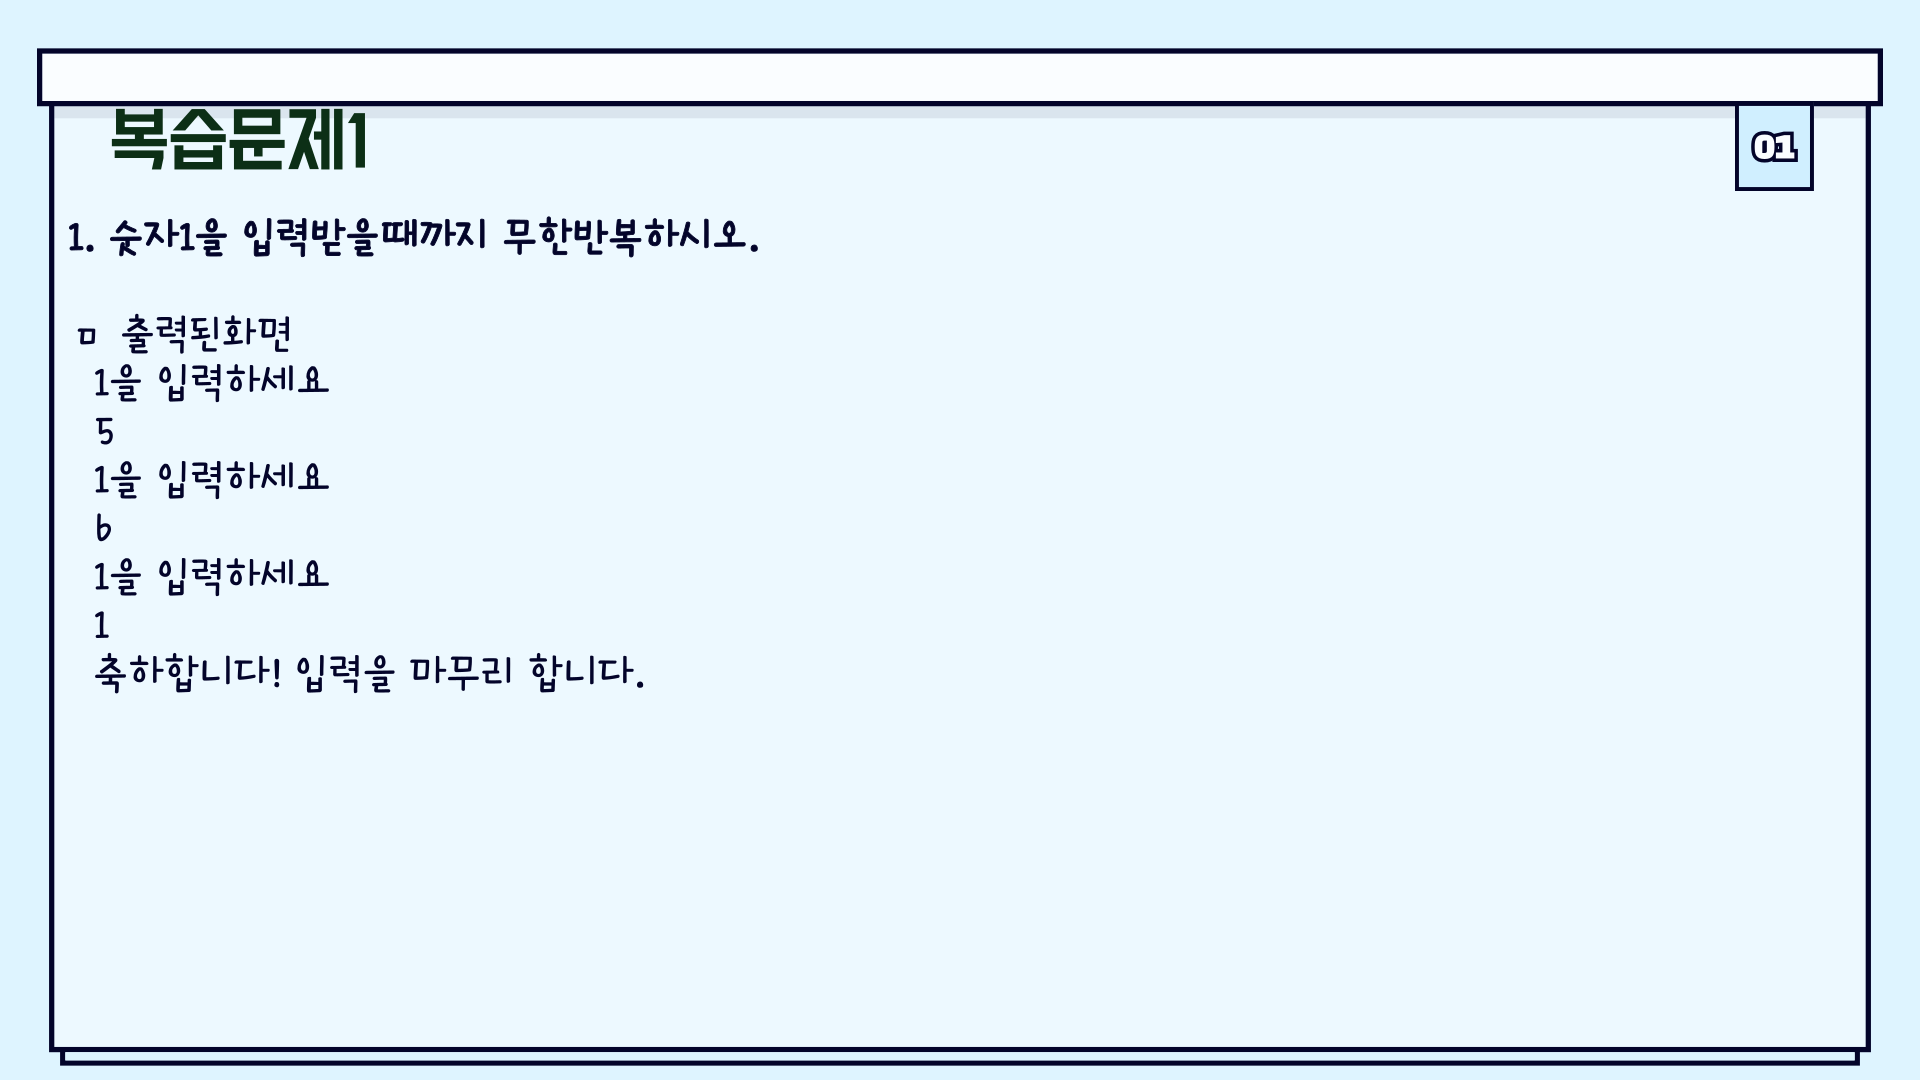 복습문제1
01
1. 숫자1을 입력받을때까지 무한반복하시오.
ㅁ 출력된화면
1을 입력하세요
5
1을 입력하세요
b
1을 입력하세요
1
축하합니다! 입력을 마무리 합니다.